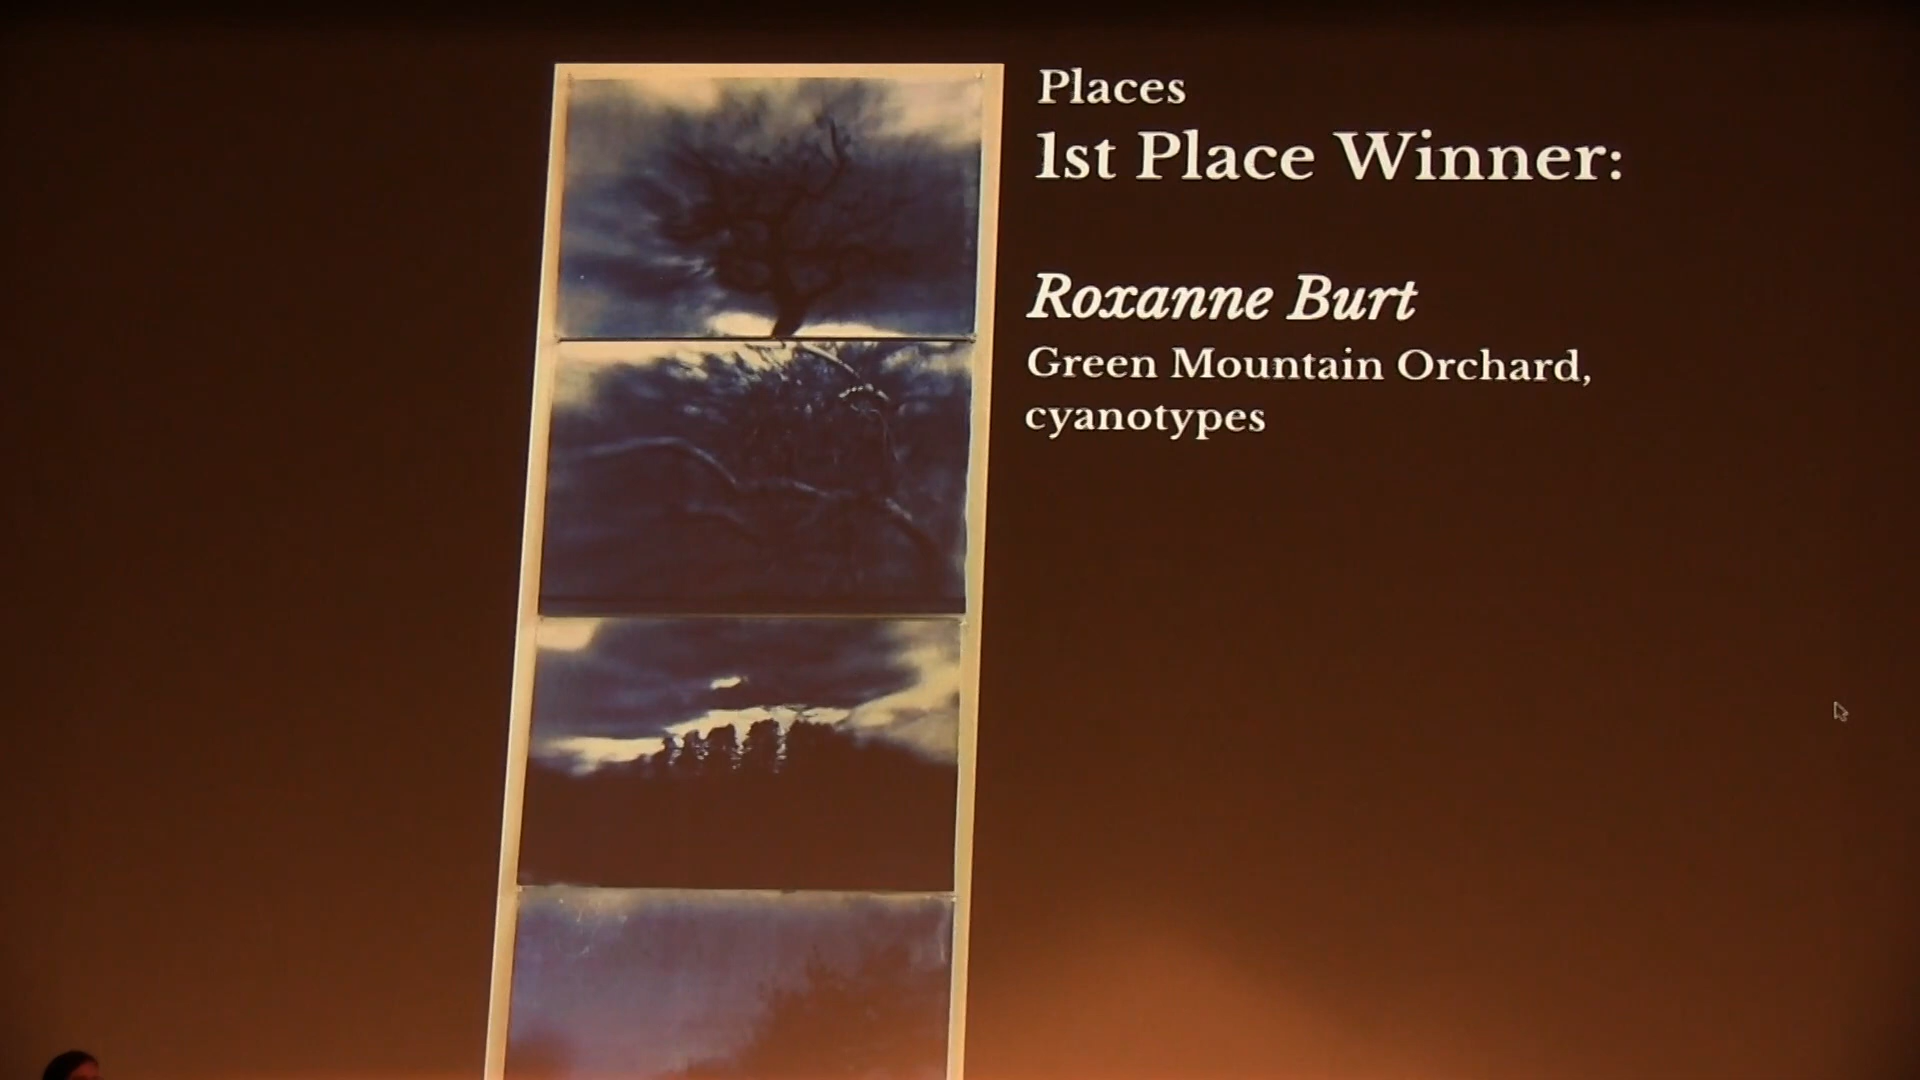 Places
1st Place Winner:
Roxanne Burt
Green Mountain Orchard,
cyanotypes